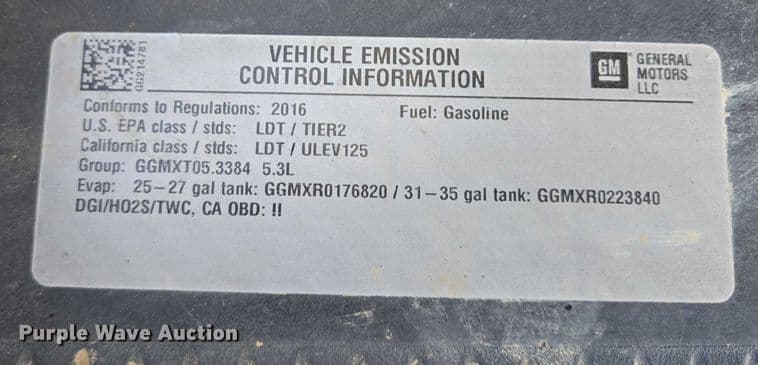 GG214781
VEHICLE EMISSION
CONTROL INFORMATION
GM
GENERAL
MOTORS
LLC
Conforms to Regulations: 2016 Fuel: Gasoline
U.S. EPA class / stds: LDT / TIER2
California class / stds: LDT / ULEV125
Group: GGMXT05.3384 5.3L
Evap: 25-27 gal tank: GGMXR0176820 / 31-35 gal tank: GGMXR0223840
DGI/HO2S/TWC, CA OBD: II
Purple Wave Auction